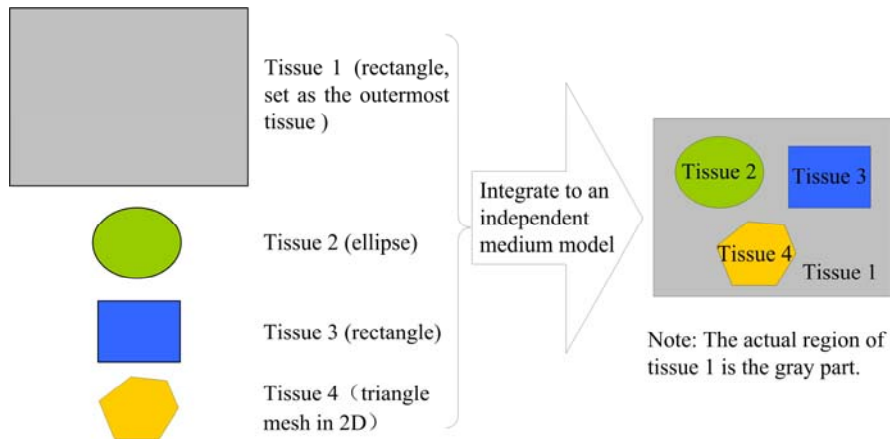 Tissue 1 (rectangle,
set as the outermost
tissue )
Tissue 2 (ellipse)
Tissue 3 (rectangle)
Tissue 4（triangle
mesh in 2D）
Integrate to an
independent
medium model
Tissue 2
Tissue 3
Tissue 4
Tissue 1
Note: The actual region of
tissue 1 is the gray part.